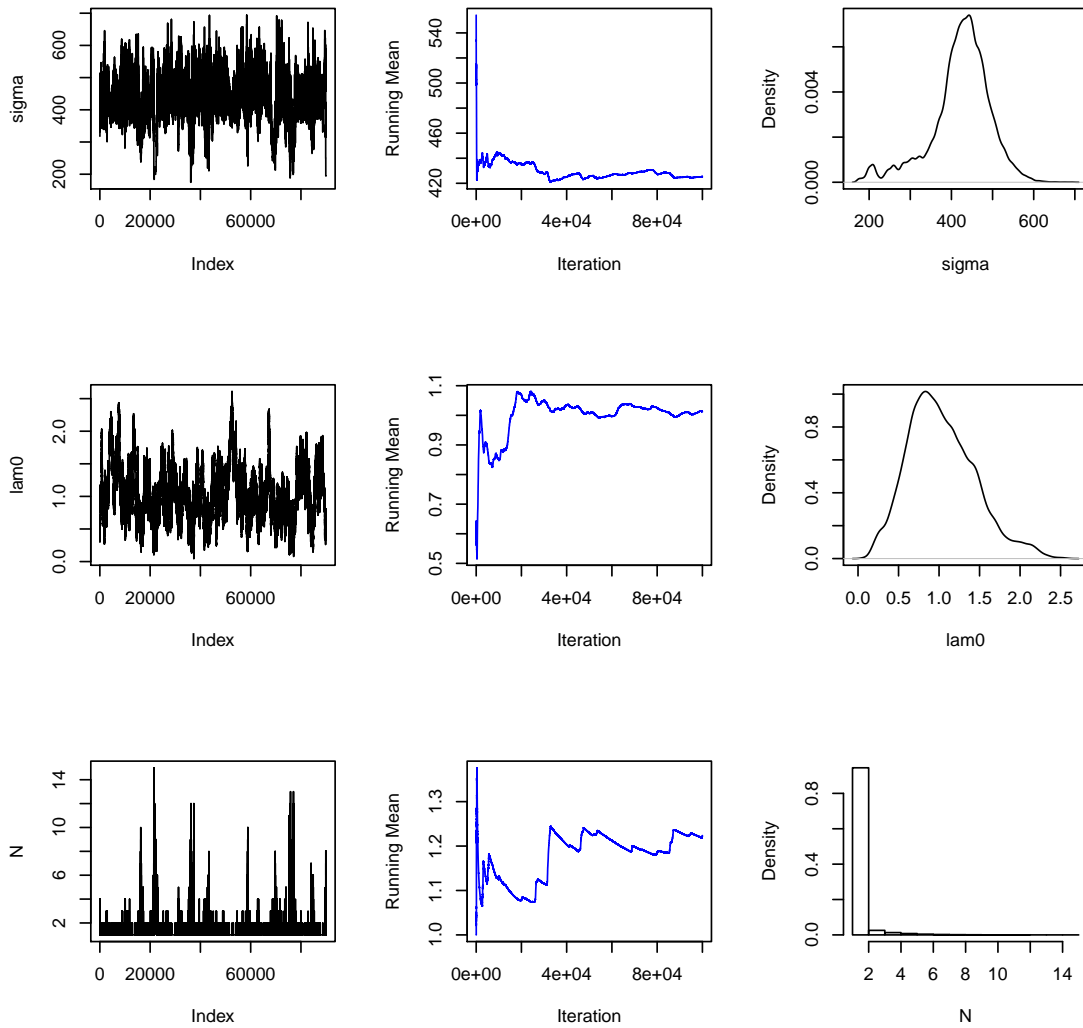 sigma
200 400 600
0 20000 60000
Index
Running Mean
420 460 500 540
0e+00 4e+04 8e+04
Iteration
Density
0.000 0.004
200 400 600
sigma
lam0
0.0 1.0 2.0
0 20000 60000
Index
Running Mean
0.5 0.7 0.9 1.1
0e+00 4e+04 8e+04
Iteration
Density
0.0 0.4 0.8
0.0 0.5 1.0 1.5 2.0 2.5
lam0
N
2 6 10 14
0 20000 60000
Index
Running Mean
1.0 1.1 1.2 1.3
0e+00 4e+04 8e+04
Iteration
Density
0.0 0.4 0.8
2 4 6 8 10 14
N